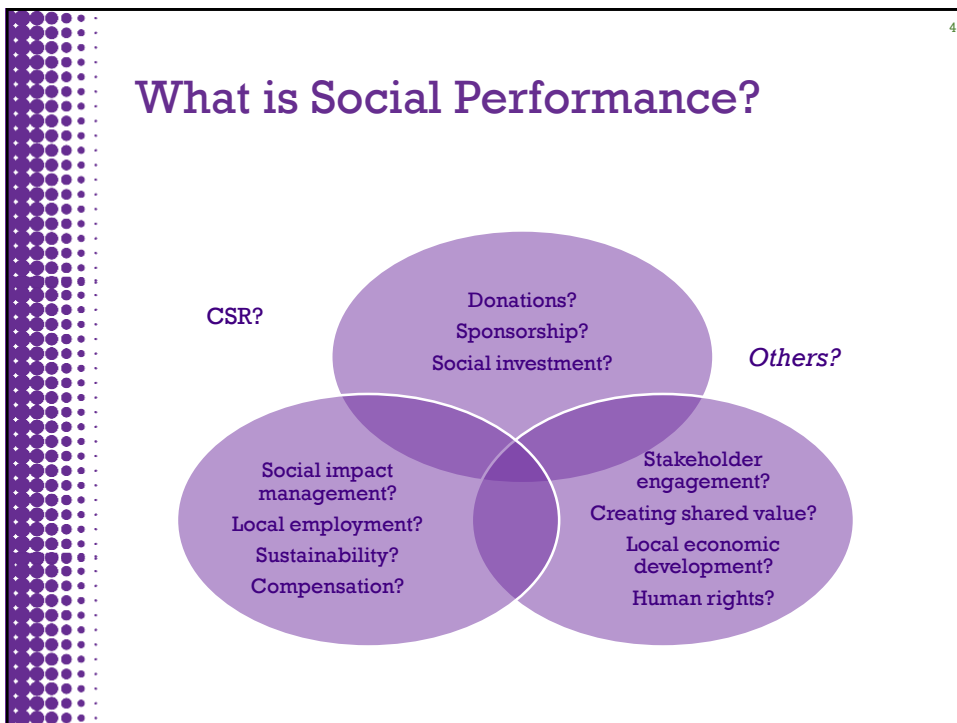 4
What is Social Performance?
CSR?
Donations?
Sponsorship?
Social investment?
Others?
Social impact
management?
Local employment?
Sustainability?
Compensation?
Stakeholder
engagement?
Creating shared value?
Local economic
development?
Human rights?